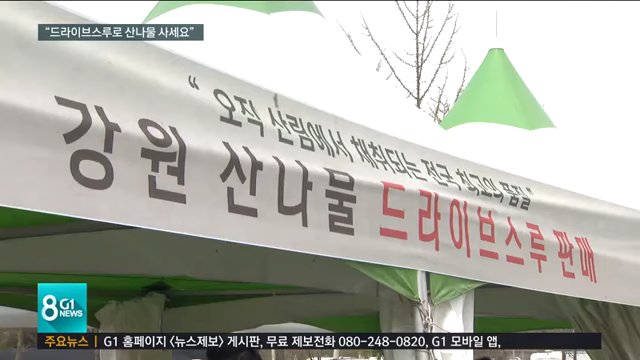 “드라이브스루로 산나물 사세요”
“오직 산림에서 채취되는 전국 최고의 품질”
강원 산나물 드라이브스루 판매
8 G1 NEWS
주요뉴스 G1 홈페이지 <뉴스제보> 게시판, 무료 제보전화 080-248-0820, G1 모바일 앱,